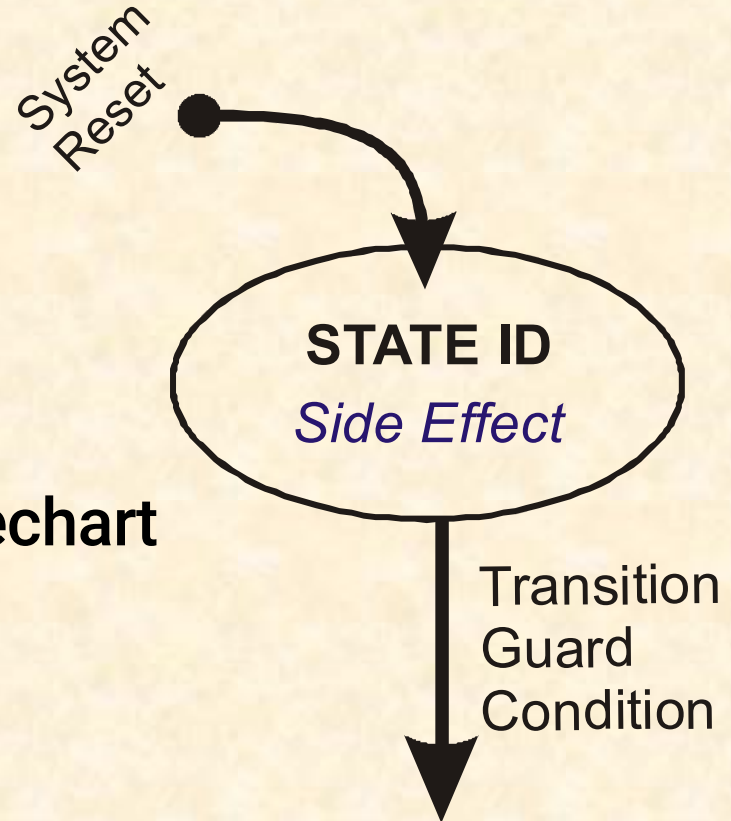 System
Reset
STATE ID
Side Effect
echart
Transition
Guard
Condition